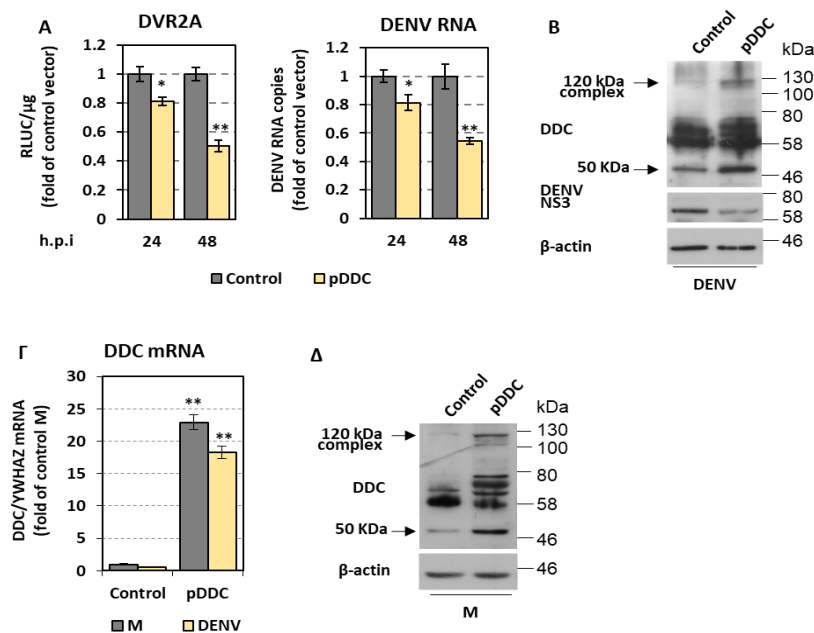 A
DVR2A
RLUC/μg
(fold of control vector)
1.2
1
0.8
0.6
0.4
0.2
0
*
**
h.p.i
24
48
DENV RNA
DENV RNA copies
(fold of control vector)
1.2
1
0.8
0.6
0.4
0.2
0
*
**
24
48
Control
pDDC
B
Control
pDDC
kDa
120 kDa
complex
130
100
80
DDC
58
50 KDa
46
DENV
NS3
80
58
β-actin
46
DENV
Γ
DDC mRNA
DDC/YWHAZ mRNA
(fold of control M)
30
25
20
15
10
5
0
**
**
Control
pDDC
M
DENV
Δ
Control
pDDC
kDa
120 kDa
complex
130
100
80
DDC
58
50 KDa
46
β-actin
46
M